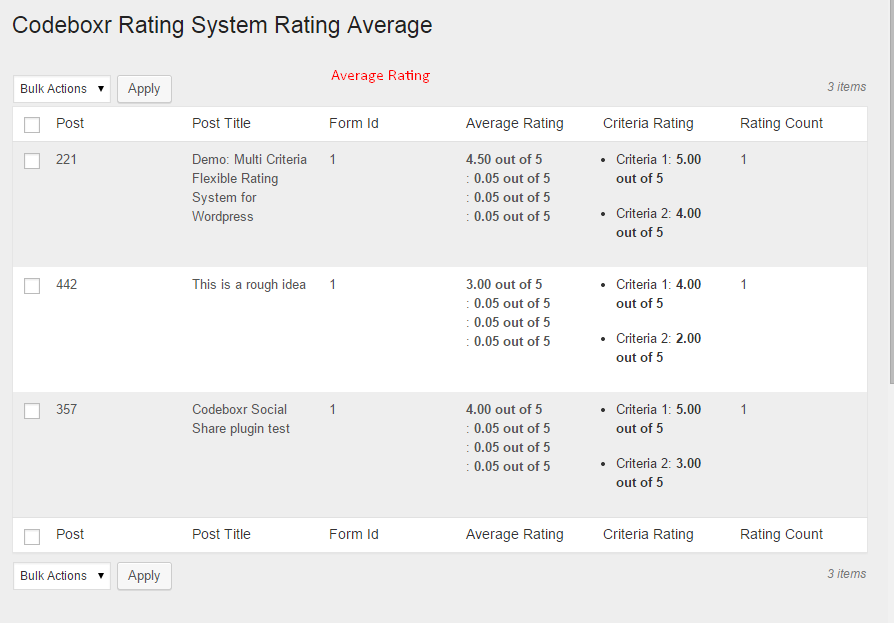 Codeboxr Rating System Rating Average
Average Rating
Bulk Actions Apply 3 items
Post Post Title Form Id Average Rating Criteria Rating Rating Count
221 Demo: Multi Criteria 1 4.50 out of 5 • Criteria 1: 5.00 1
Flexible Rating : 0.05 out of 5 out of 5
System for : 0.05 out of 5 • Criteria 2: 4.00
Wordpress : 0.05 out of 5 out of 5
442 This is a rough idea 1 3.00 out of 5 • Criteria 1: 4.00 1
: 0.05 out of 5 out of 5
: 0.05 out of 5 • Criteria 2: 2.00
: 0.05 out of 5 out of 5
357 Codeboxr Social 1 4.00 out of 5 • Criteria 1: 5.00 1
Share plugin test : 0.05 out of 5 out of 5
: 0.05 out of 5 • Criteria 2: 3.00
: 0.05 out of 5 out of 5
Post Post Title Form Id Average Rating Criteria Rating Rating Count
Bulk Actions Apply 3 items